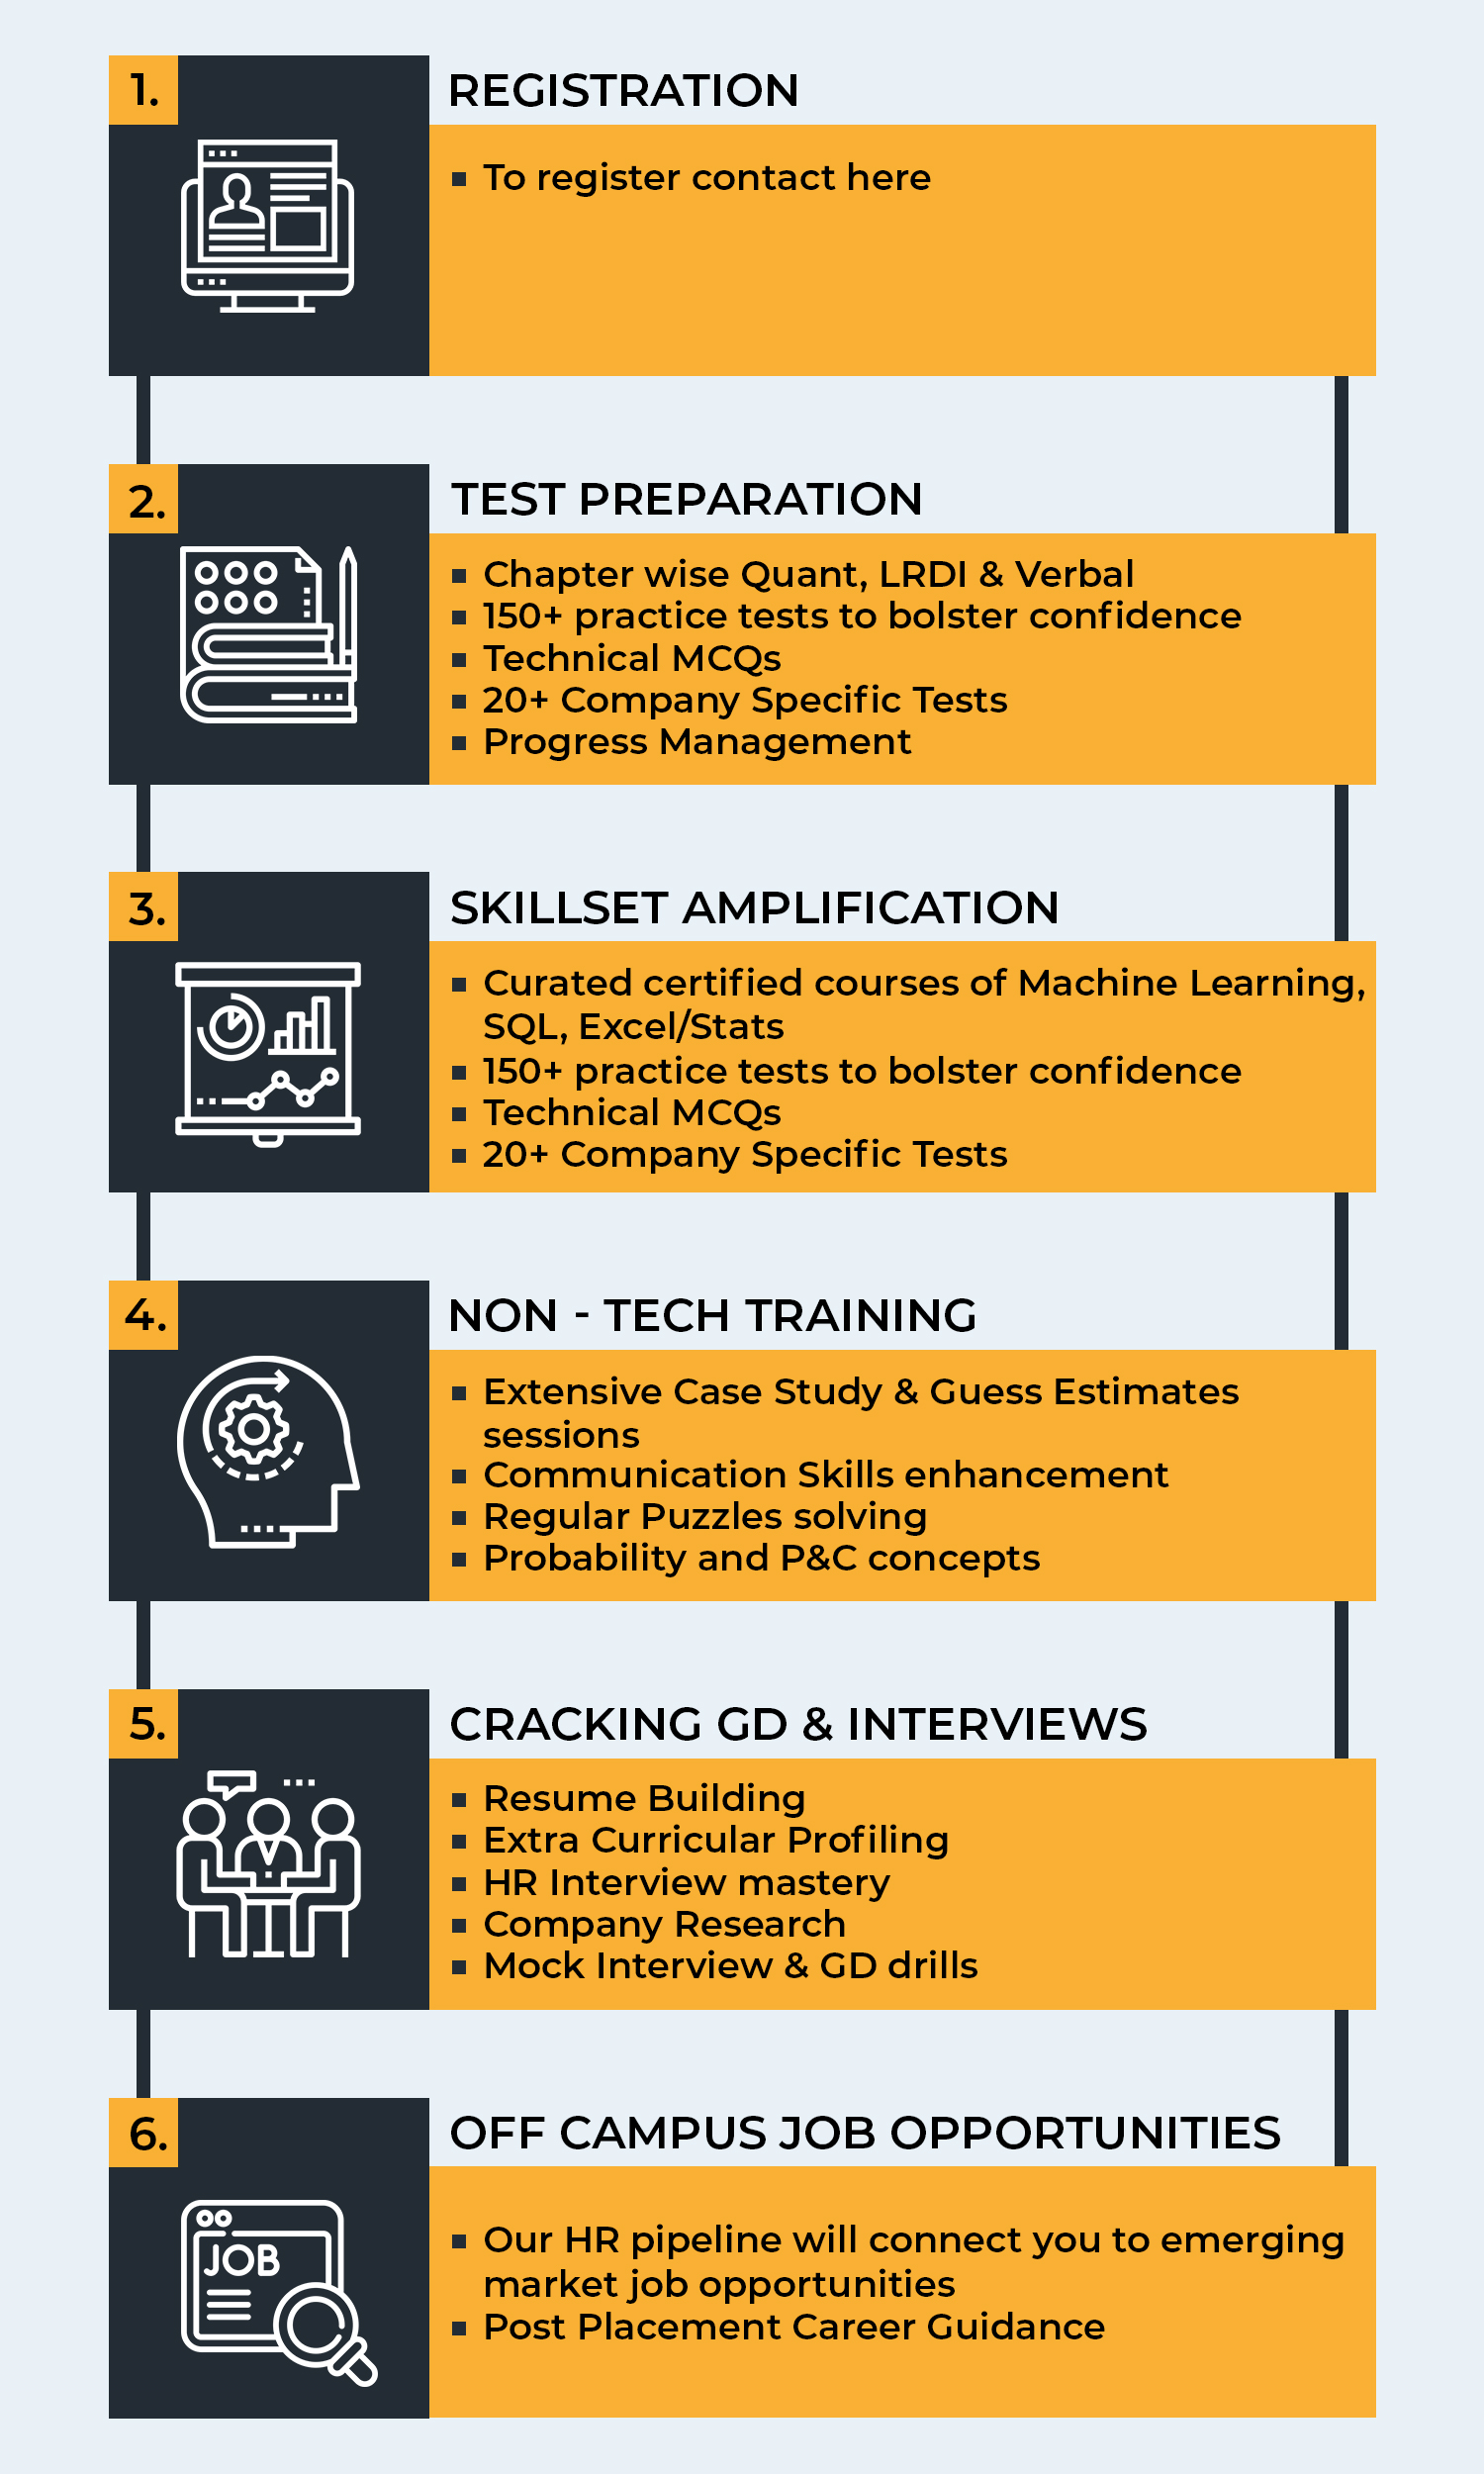 1.
REGISTRATION
To register contact here
2.
TEST PREPARATION
Chapter wise Quant, LRDI & Verbal
150+ practice tests to bolster confidence
Technical MCQs
20+ Company Specific Tests
Progress Management
3.
SKILLSET AMPLIFICATION
Curated certified courses of Machine Learning,
SQL, Excel/Stats
150+ practice tests to bolster confidence
Technical MCQs
20+ Company Specific Tests
4.
NON - TECH TRAINING
Extensive Case Study & Guess Estimates
sessions
Communication Skills enhancement
Regular Puzzles solving
Probability and P&C concepts
5.
CRACKING GD & INTERVIEWS
Resume Building
Extra Curricular Profiling
HR Interview mastery
Company Research
Mock Interview & GD drills
6.
OFF CAMPUS JOB OPPORTUNITIES
JOB
Our HR pipeline will connect you to emerging
market job opportunities
Post Placement Career Guidance